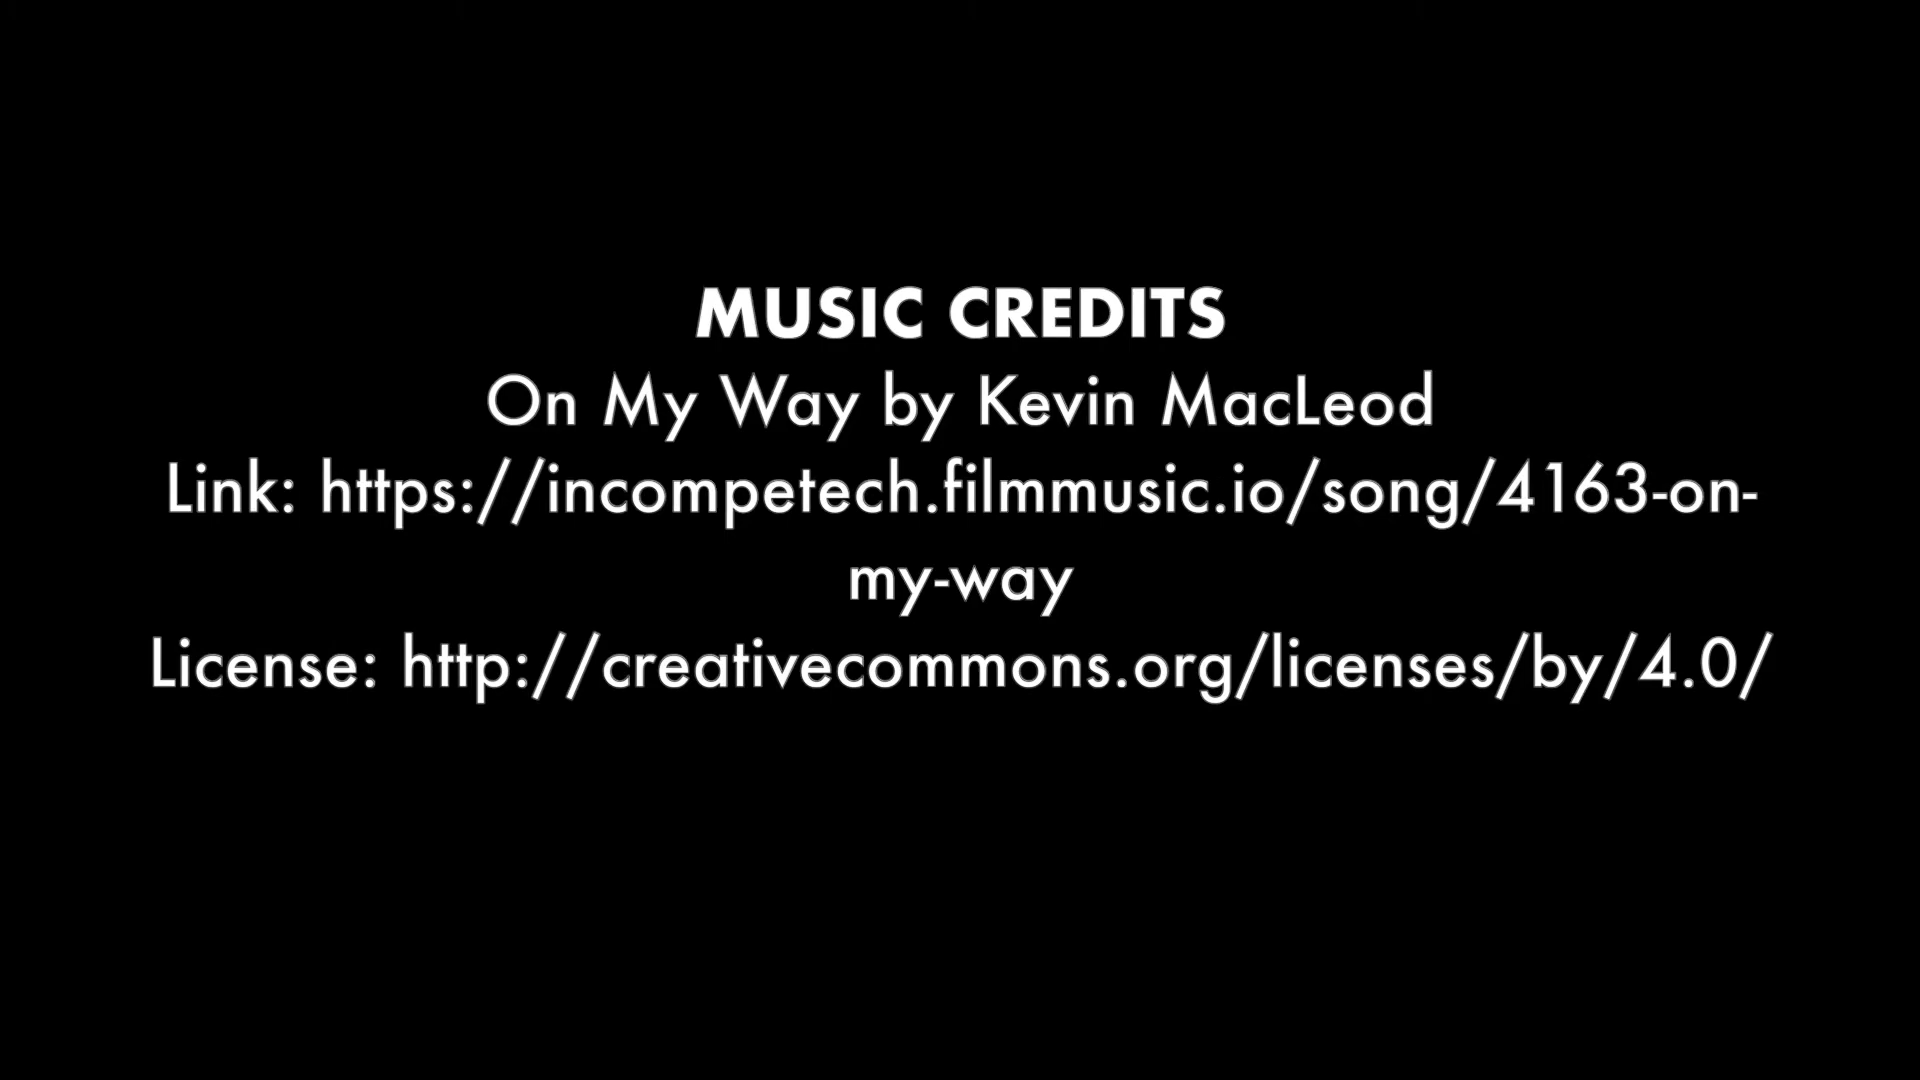 MUSIC CREDITS
On My Way by Kevin MacLeod
Link: https://incompetech.filmmusic.io/song/4163-on-
my-way
License: http://creativecommons.org/licenses/by/4.0/